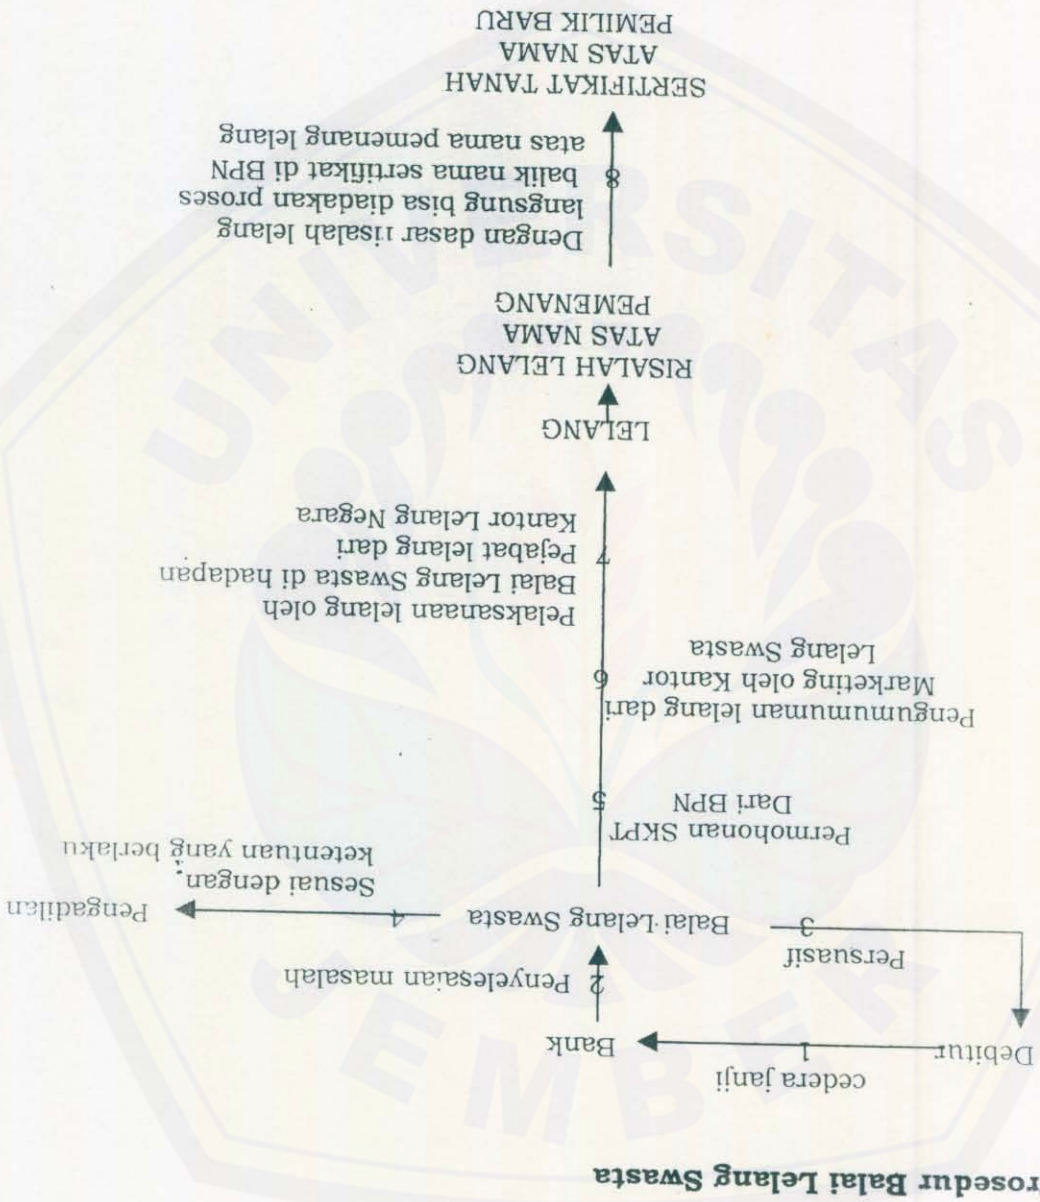 rosedur Balai Lelang Swasta
cedera janji
Debitur
1
Bank
Persuasif
3
2 Penyelesaian masalah
Balai Lelang Swasta
4
Pengadilan
Sesuai dengan
ketentuan yang berlaku
Permohonan SKPT
Dari BPN
5
Pengumumuman lelang dari
Marketing oleh Kantor
Lelang Swasta
6
Pelaksanaan lelang oleh
Balai Lelang Swasta di hadapan
Pejabat lelang dari
Kantor Lelang Negara
7
LELANG
RISALAH LELANG
ATAS NAMA
PEMENANG
Dengan dasar risalah lelang
langsung bisa diadakan proses
balik nama sertifikat di BPN
atas nama pemenang lelang
8
SERTIFIKAT TANAH
ATAS NAMA
PEMILIK BARU
UNIVERSITAS
JEMBER